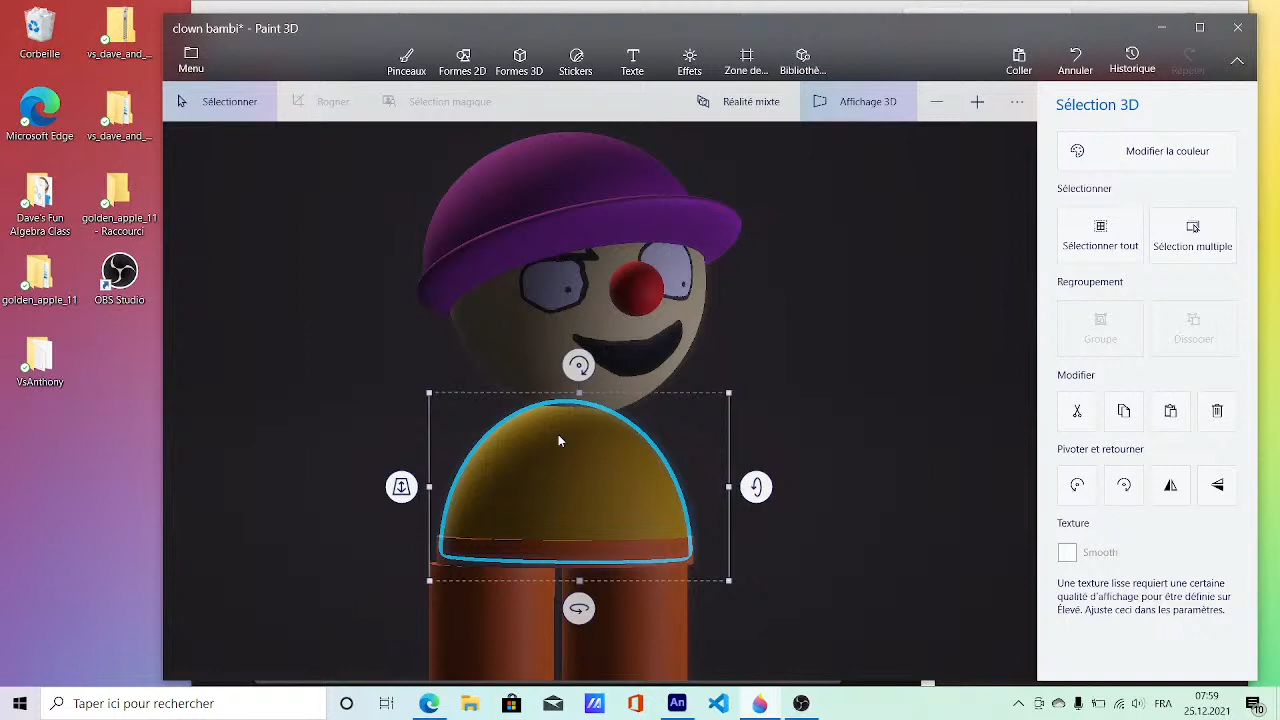 Corbeille
vs_dave_and_...
clown bambi* - Paint 3D
Menu
Pinceaux
Formes 2D
Formes 3D
Stickers
Texte
Effets
Zone de...
Bibliothè...
Coller
Annuler
Historique
Rétablir
Sélectionner
Rogner
Sélection magique
Réalité mixte
Affichage 3D
Sélection 3D
Microsoft Edge
vs_dave_and_...
Dave's Fun
Algebra Class
golden_apple_11
- Raccourci
golden_apple_11
OBS Studio
VsAnthony
Modifier la couleur
Sélectionner
Sélectionner tout
Sélection multiple
Regroupement
Groupe
Dissocier
Modifier
Pivoter et retourner
Texture
Smooth
Une texture lisse requiert une certaine
qualité d'affichage pour être définie sur
Élevé. Ajuste ceci dans les paramètres.
Taper ici pour rechercher
An
FRA
07:59
25.12.2021
10